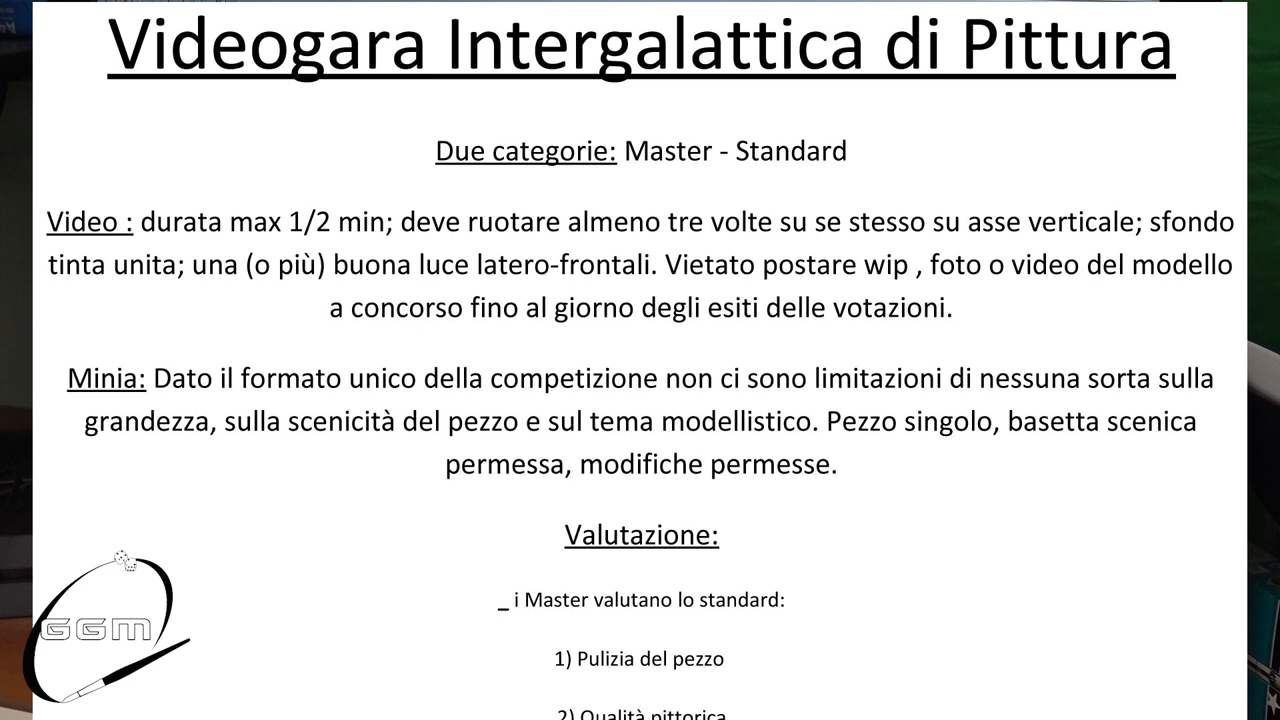 Videogara Intergalattica di Pittura
Due categorie: Master - Standard
Video : durata max 1/2 min; deve ruotare almeno tre volte su se stesso su asse verticale; sfondo
tinta unita; una (o più) buona luce latero-frontali. Vietato postare wip , foto o video del modello
a concorso fino al giorno degli esiti delle votazioni.
Minia: Dato il formato unico della competizione non ci sono limitazioni di nessuna sorta sulla
grandezza, sulla scenicità del pezzo e sul tema modellistico. Pezzo singolo, basetta scenica
permessa, modifiche permesse.
Valutazione:
_ i Master valutano lo standard:
GGM
1) Pulizia del pezzo
2) Qualità pittorica